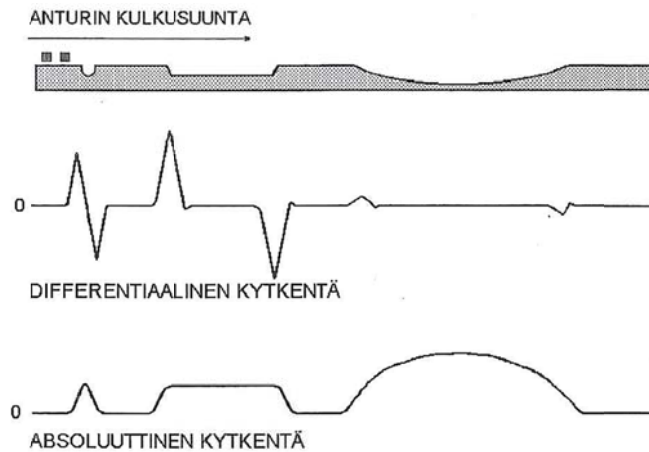 ANTURIN KULKUSUUNTA
0
DIFFERENTIAALINEN KYTKENTÄ
0
ABSOLUUTTINEN KYTKENTÄ